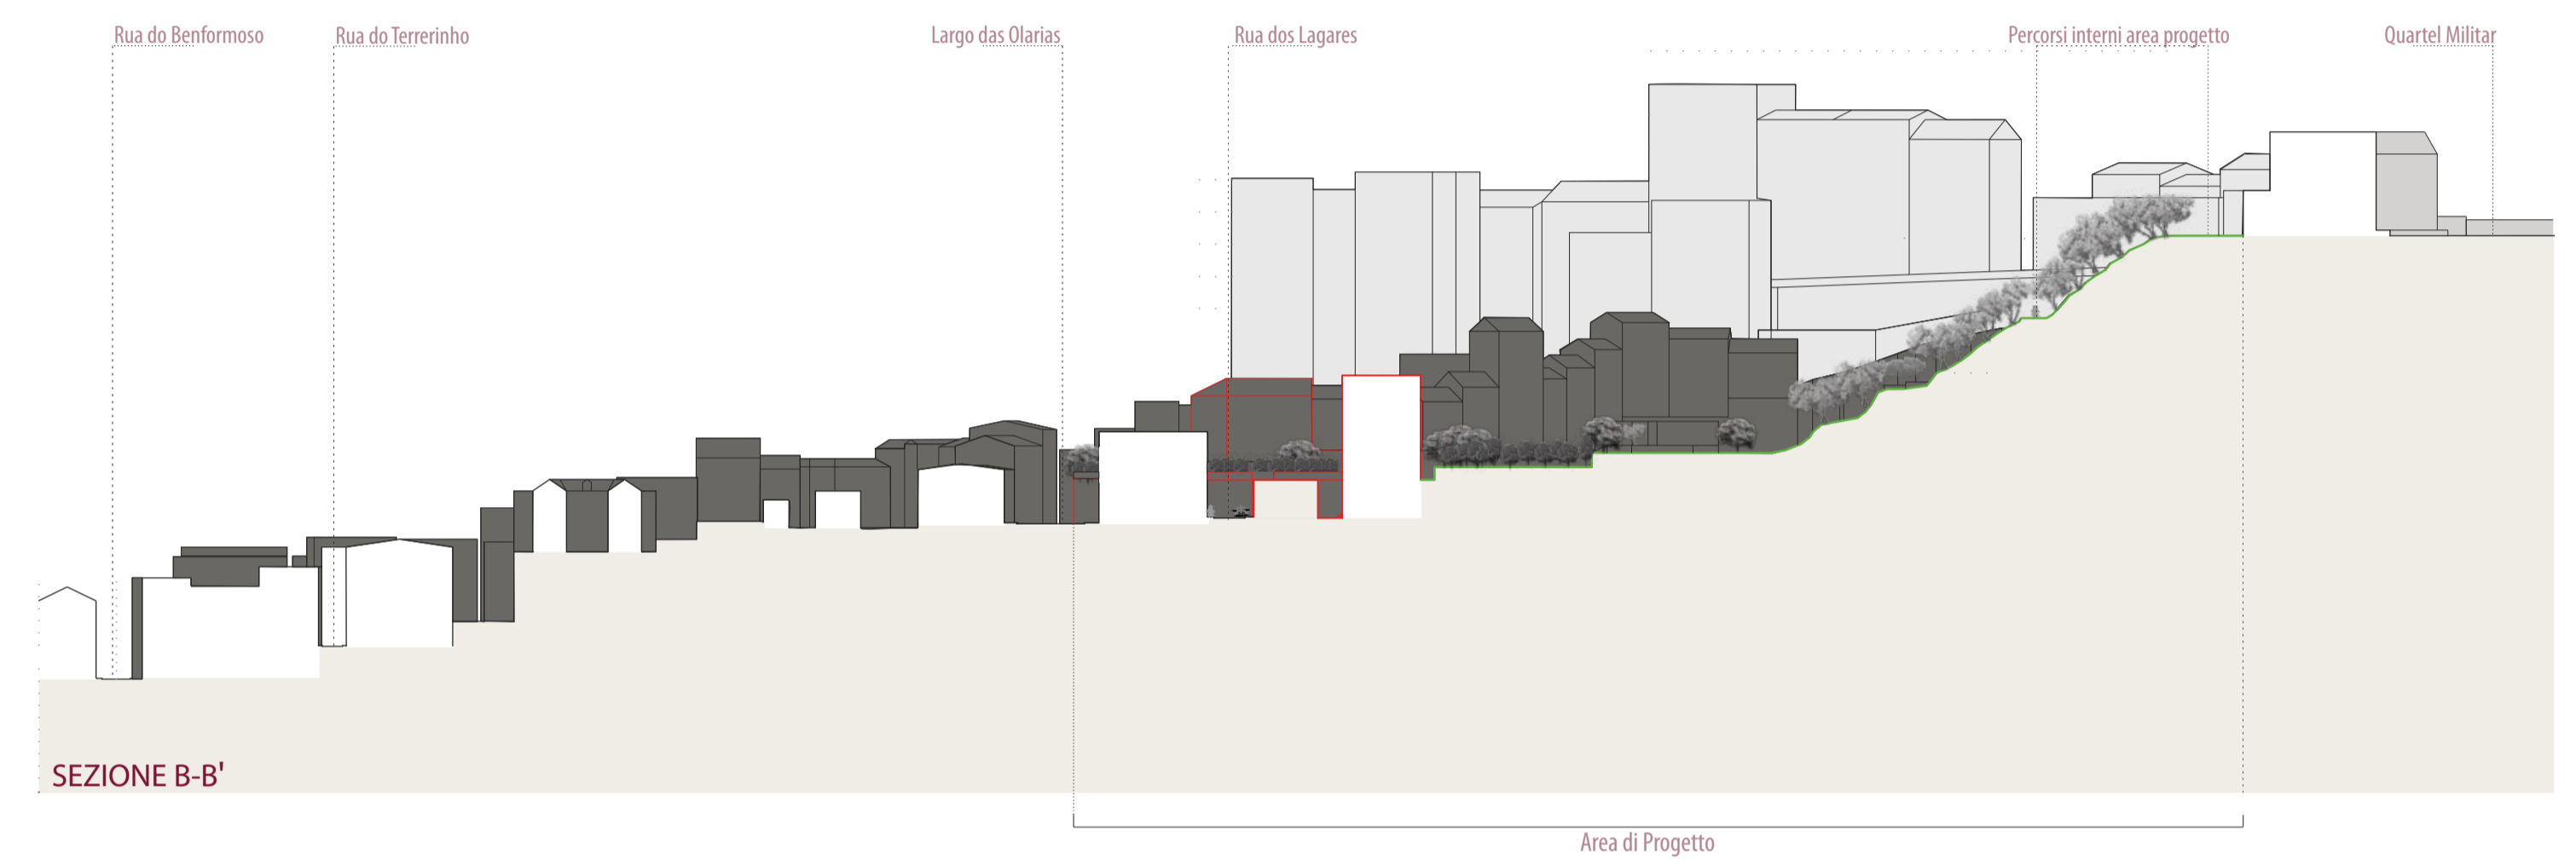 Rua do Benformoso
Rua do Terrerinho
Largo das Olarias
Rua dos Lagares
Percorsi interni area progetto
Quartel Militar
SEZIONE B-B'
Area di Progetto